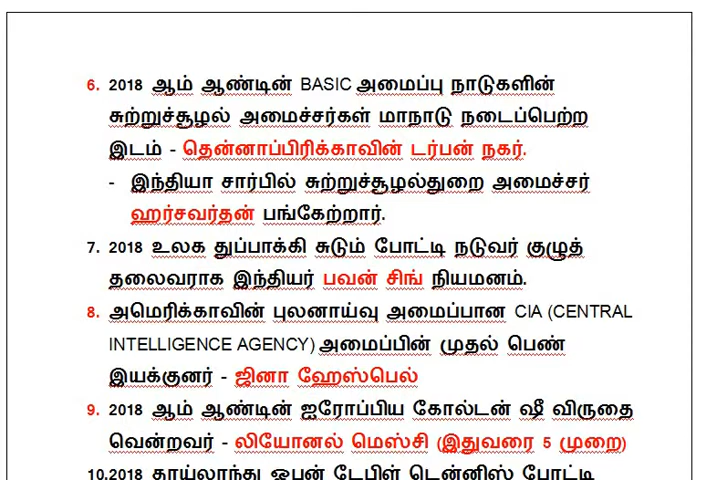 6. 2018 ஆம் ஆண்டின் BASIC அமைப்பு நாடுகளின்
சுற்றுச்சூழல் அமைச்சர்கள் மாநாடு நடைப்பெற்ற
இடம் - தென்னாப்பிரிக்காவின் டர்பன் நகர்.
- இந்தியா சார்பில் சுற்றுச்சூழல்துறை அமைச்சர்
ஹர்சவர்தன் பங்கேற்றார்.
7. 2018 உலக துப்பாக்கி சுடும் போட்டி நடுவர் குழுத்
தலைவராக இந்தியர் பவன் சிங் நியமனம்.
8. அமெரிக்காவின் புலனாய்வு அமைப்பான CIA (CENTRAL
INTELLIGENCE AGENCY) அமைப்பின் முதல் பெண்
இயக்குனர் - ஜினா ஹேஸ்பெல்
9. 2018 ஆம் ஆண்டின் ஐரோப்பிய கோல்டன் ஷீ விருதை
வென்றவர் - லியோனல் மெஸ்சி (இதுவரை 5 முறை)
10.2018 தாய்லாந்து ஓபன் டேபிள் டென்னிஸ் போட்டி